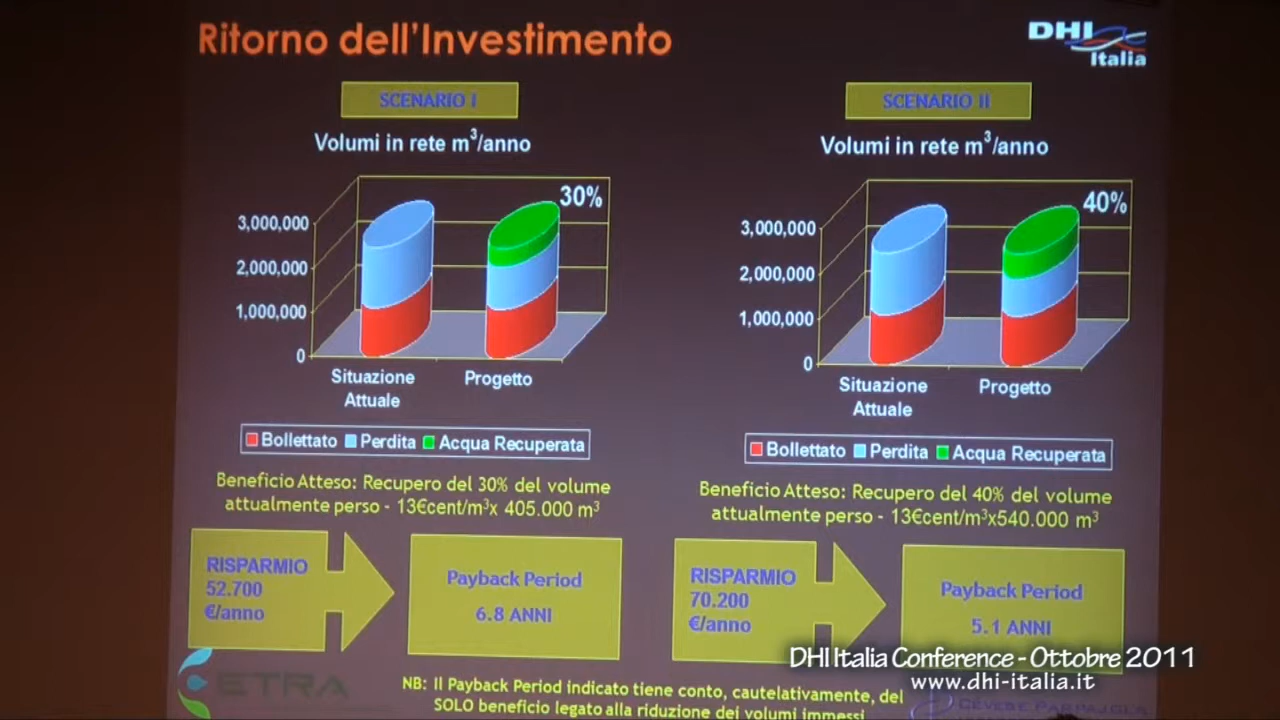 Ritorno dell'Investimento
DHI
Italia
SCENARIO I
Volumi in rete m³/anno
30%
3,000,000
2,000,000
1,000,000
0
Situazione
Attuale
Progetto
Bollettato Perdita Acqua Recuperata
Beneficio Atteso: Recupero del 30% del volume
attualmente perso - 13€cent/m³x 405.000 m³
RISPARMIO
52.700
€/anno
Payback Period
6.8 ANNI
SCENARIO II
Volumi in rete m³/anno
40%
3,000,000
2,000,000
1,000,000
0
Situazione
Attuale
Progetto
Bollettato Perdita Acqua Recuperata
Beneficio Atteso: Recupero del 40% del volume
attualmente perso - 13€cent/m³x540.000 m³
RISPARMIO
70.200
€/anno
Payback Period
5.1 ANNI
DHI Italia Conference - Ottobre 2011
www.dhi-italia.it
ETRA
NB: Il Payback Period indicato tiene conto, cautelativamente, del
SOLO beneficio legato alla riduzione dei volumi immessi